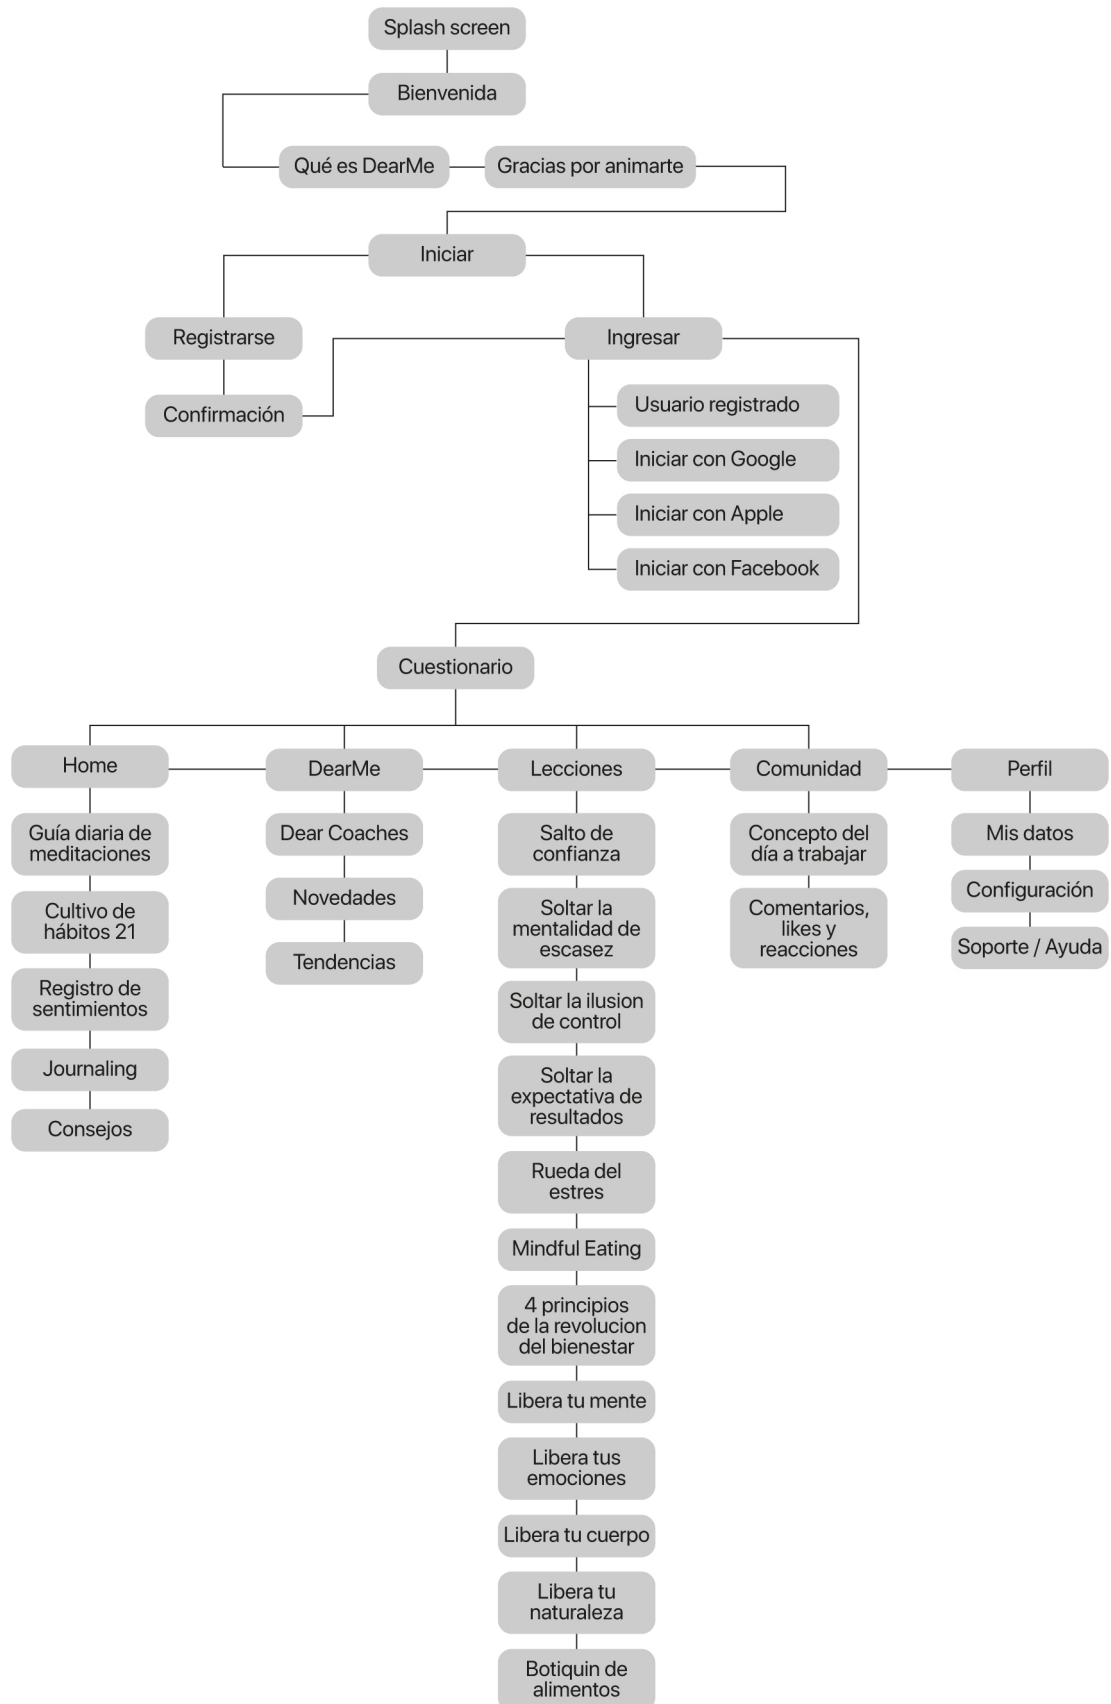 Splash screen
Bienvenida
Qué es DearMe
Gracias por animarte
Iniciar
Registrarse
Ingresar
Confirmación
Usuario registrado
Iniciar con Google
Iniciar con Apple
Iniciar con Facebook
Cuestionario
Home
DearMe
Lecciones
Comunidad
Perfil
Guía diaria de
meditaciones
Cultivo de
hábitos 21
Registro de
sentimientos
Journaling
Consejos
Dear Coaches
Novedades
Tendencias
Salto de
confianza
Soltar la
mentalidad de
escasez
Soltar la ilusion
de control
Soltar la
expectativa de
resultados
Rueda del
estres
Mindful Eating
4 principios
de la revolucion
del bienestar
Libera tu mente
Libera tus
emociones
Libera tu cuerpo
Libera tu
naturaleza
Botiquin de
alimentos
Concepto del
día a trabajar
Comentarios,
likes y
reacciones
Mis datos
Configuración
Soporte / Ayuda